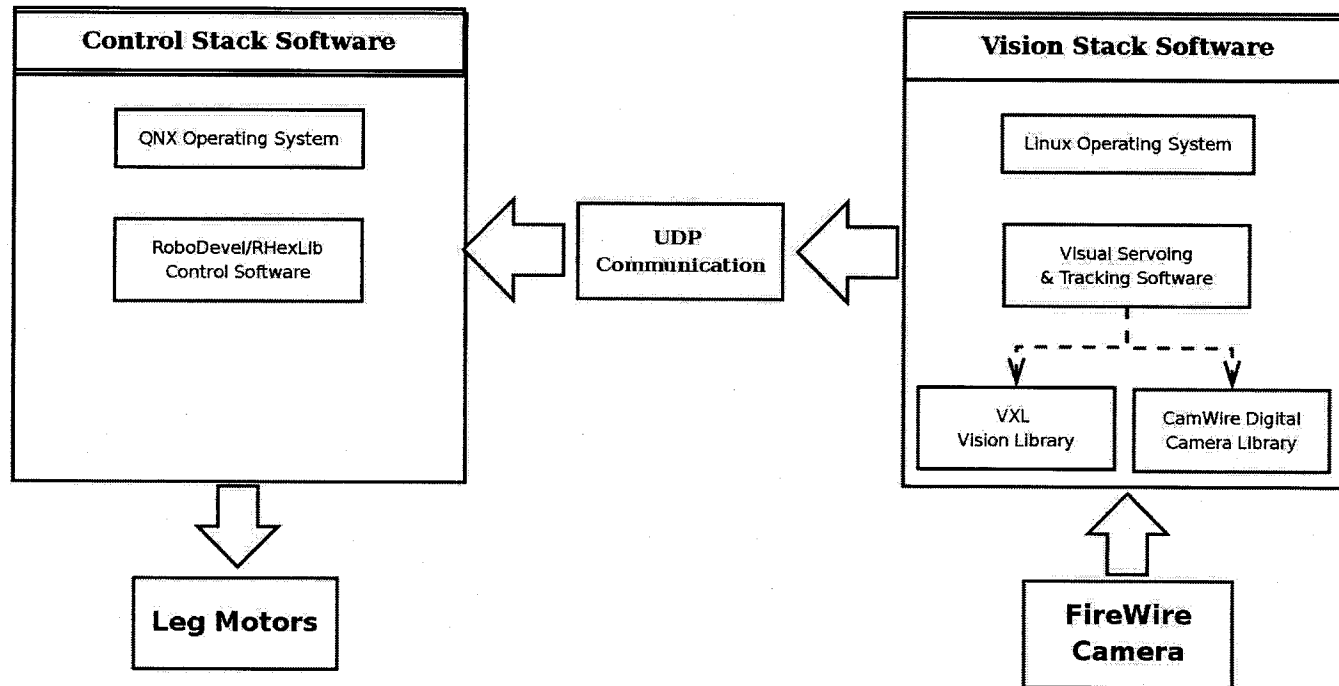 Control Stack Software
QNX Operating System
RoboDevel/RHexLib
Control Software
Leg Motors
UDP
Communication
Vision Stack Software
Linux Operating System
Visual Servoing
& Tracking Software
VXL
Vision Library
CamWire Digital
Camera Library
FireWire
Camera